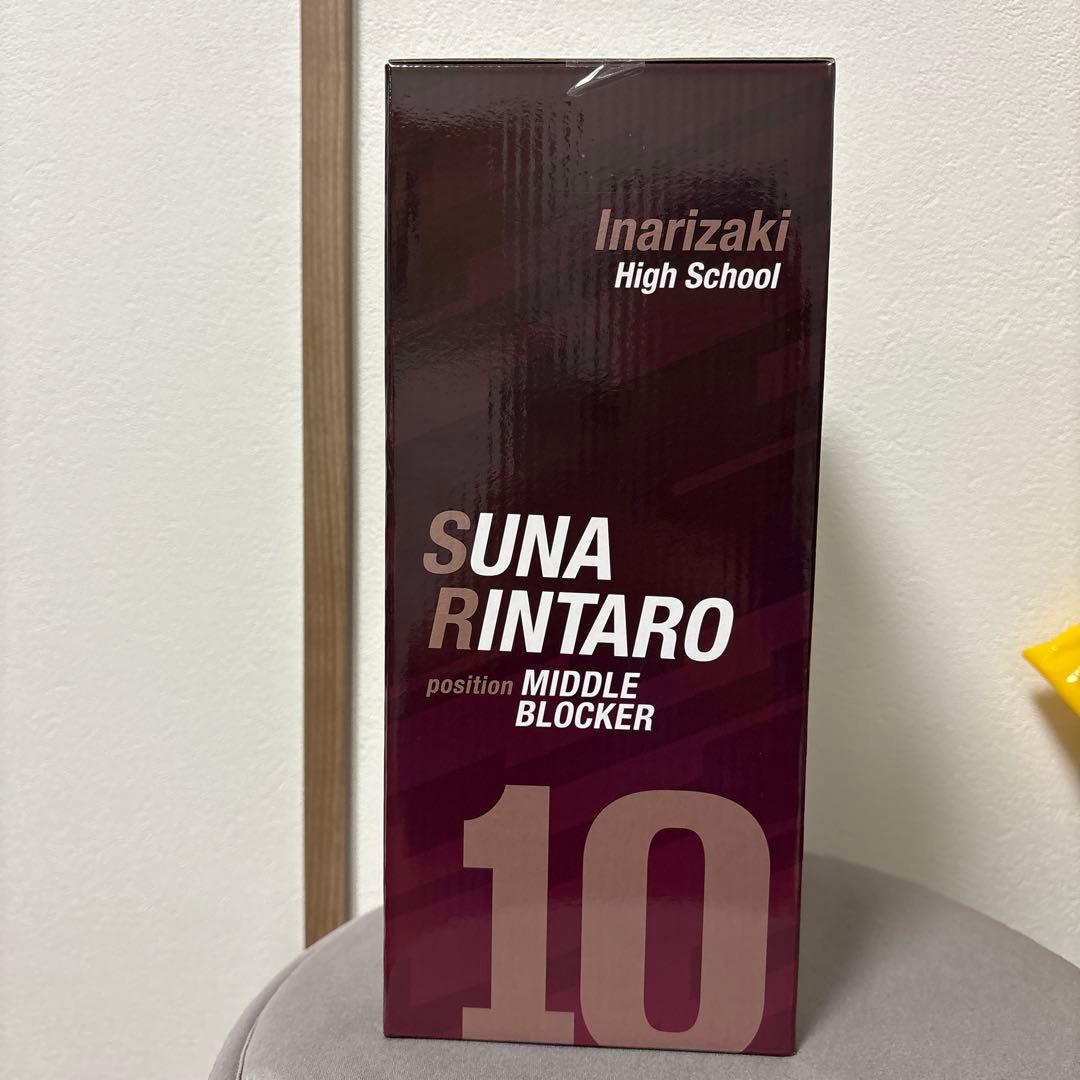 Inarizaki
High School
SUNA
RINTARO
position MIDDLE
BLOCKER
10